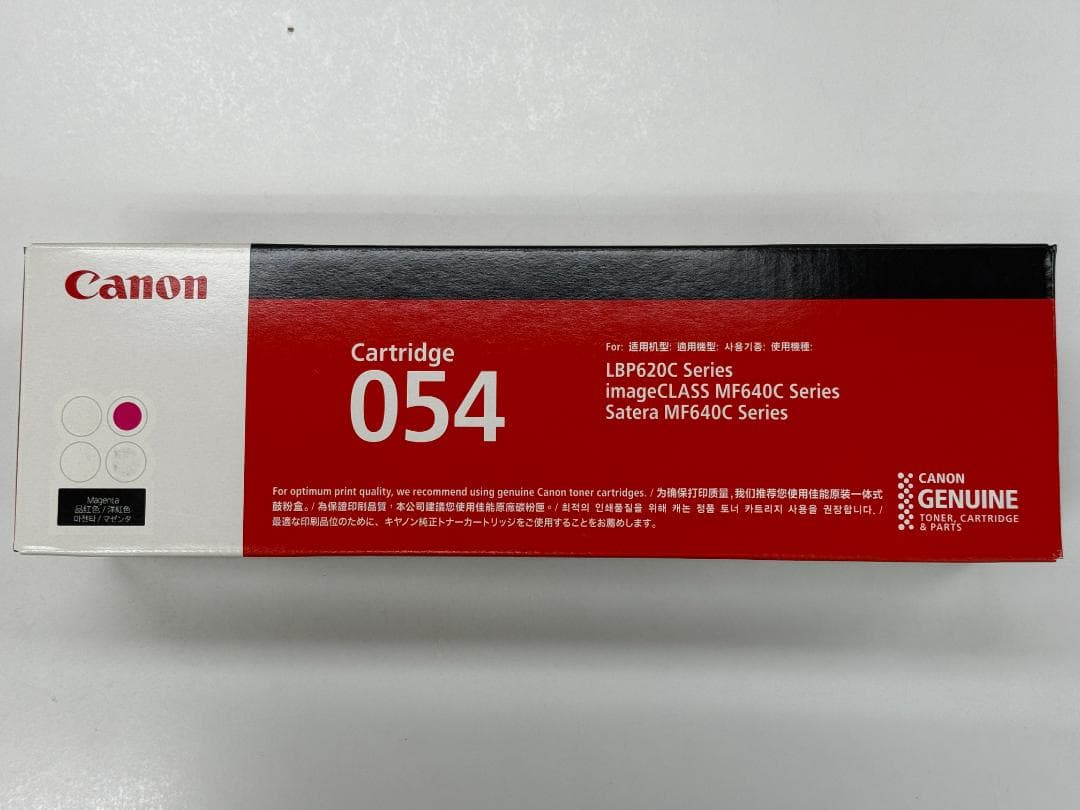 Canon
Magenta
品红色 / 洋紅色
마젠타 / マゼンタ
Cartridge
054
For: 适用机型: 適用機型: 사용기종: 使用機種:
LBP620C Series
imageCLASS MF640C Series
Satera MF640C Series
For optimum print quality, we recommend using genuine Canon toner cartridges. / 为确保打印质量,我们推荐您使用佳能原装一体式
鼓粉盒。/ 為保證印刷品質,本公司建議您使用佳能原廠碳粉匣。/ 최적의 인쇄품질을 위해 캐논 정품 토너 카트리지 사용을 권장합니다. /
最適な印刷品位のために、キヤノン純正トナーカートリッジをご使用することをお薦めします。
CANON
GENUINE
TONER, CARTRIDGE
& PARTS